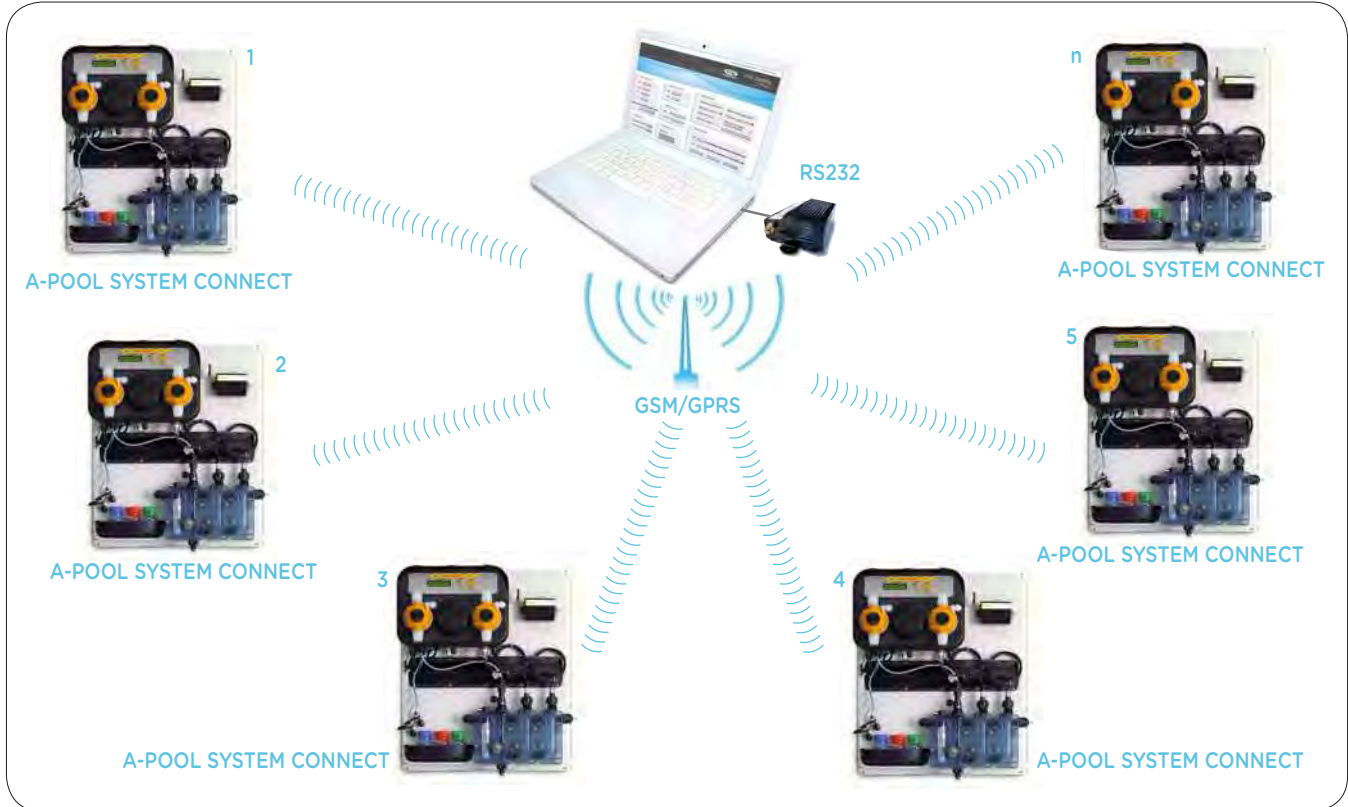 1
n
RS232
A-POOL SYSTEM CONNECT
A-POOL SYSTEM CONNECT
2
5
GSM/GPRS
A-POOL SYSTEM CONNECT
A-POOL SYSTEM CONNECT
3
4
A-POOL SYSTEM CONNECT
A-POOL SYSTEM CONNECT